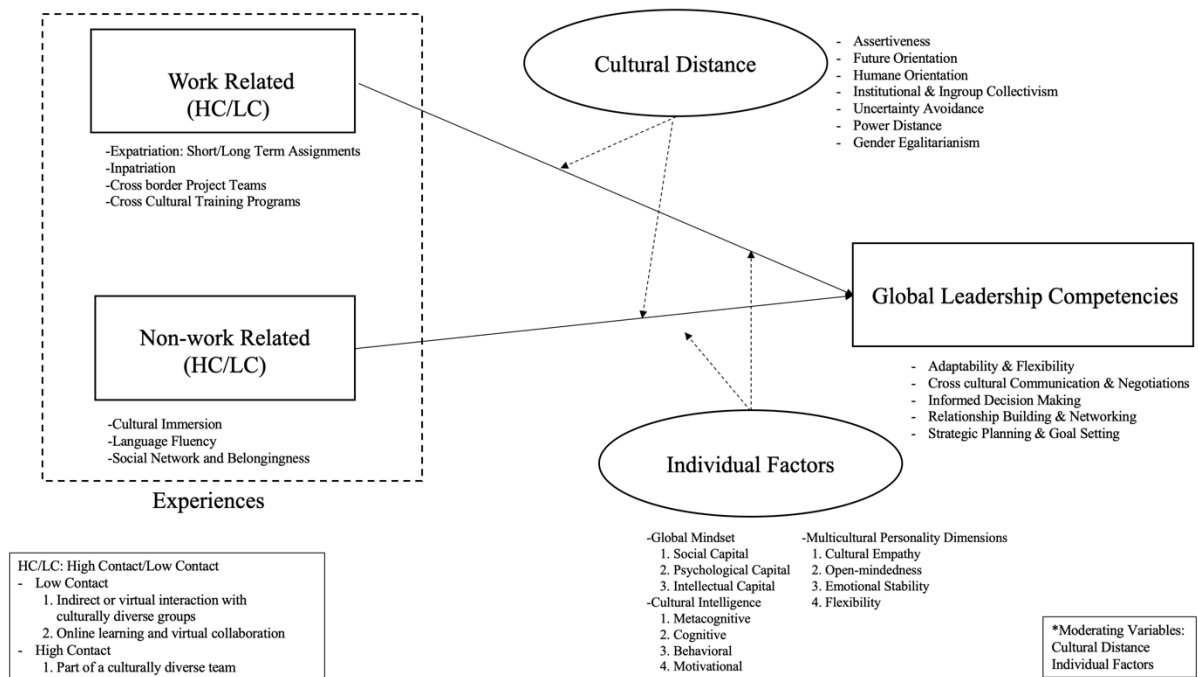 Work Related
(HC/LC)
-Expatriation: Short/Long Term Assignments
-Inpatriation
-Cross border Project Teams
-Cross Cultural Training Programs
Non-work Related
(HC/LC)
-Cultural Immersion
-Language Fluency
-Social Network and Belongingness
Experiences
Cultural Distance
- Assertiveness
- Future Orientation
- Humane Orientation
- Institutional & Ingroup Collectivism
- Uncertainty Avoidance
- Power Distance
- Gender Egalitarianism
Global Leadership Competencies
- Adaptability & Flexibility
- Cross cultural Communication & Negotiations
- Informed Decision Making
- Relationship Building & Networking
- Strategic Planning & Goal Setting
Individual Factors
-Global Mindset
1. Social Capital
2. Psychological Capital
3. Intellectual Capital
-Cultural Intelligence
1. Metacognitive
2. Cognitive
3. Behavioral
4. Motivational
-Multicultural Personality Dimensions
1. Cultural Empathy
2. Open-mindedness
3. Emotional Stability
4. Flexibility
HC/LC: High Contact/Low Contact
- Low Contact
1. Indirect or virtual interaction with
culturally diverse groups
2. Online learning and virtual collaboration
- High Contact
1. Part of a culturally diverse team
*Moderating Variables:
Cultural Distance
Individual Factors